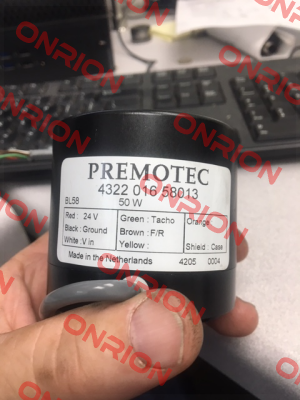 ONRION
ONRION
ONRION
PREMOTEC
4322 016 58013
BL58 50 W
Red : 24 V Green : Tacho Orange
Black : Ground Brown : F/R
White : V in Yellow : Shield : Case
Made in the Netherlands 4205 0004
ONRION
ONRION
ONRION